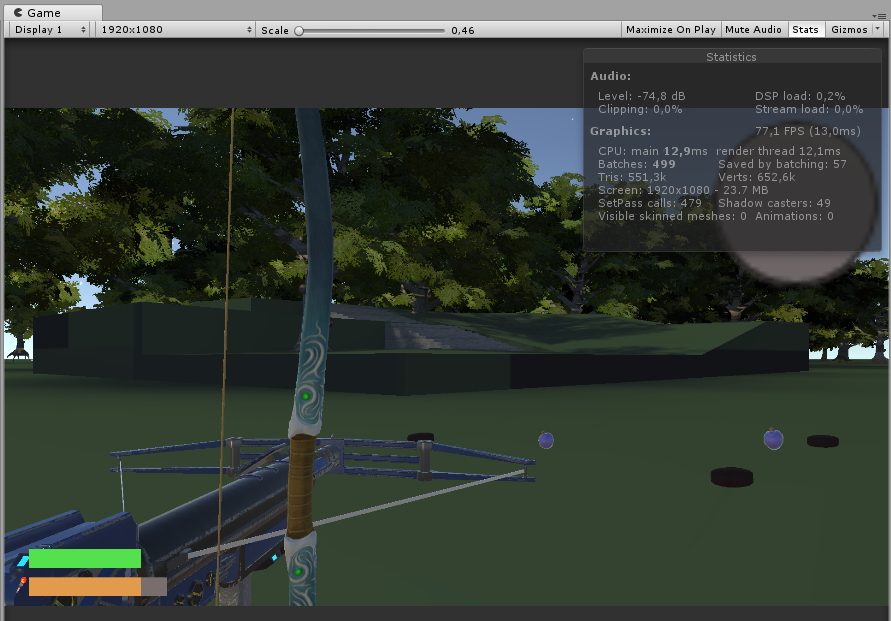 Game
Display 1 1920x1080 Scale 0,46 Maximize On Play Mute Audio Stats Gizmos
Statistics
Audio:
Level: -74,8 dB DSP load: 0,2%
Clipping: 0,0% Stream load: 0,0%
Graphics: 77,1 FPS (13,0ms)
CPU: main 12,9ms render thread 12,1ms
Batches: 499 Saved by batching: 57
Tris: 551,3k Verts: 652,6k
Screen: 1920x1080 - 23.7 MB
SetPass calls: 479 Shadow casters: 49
Visible skinned meshes: 0 Animations: 0